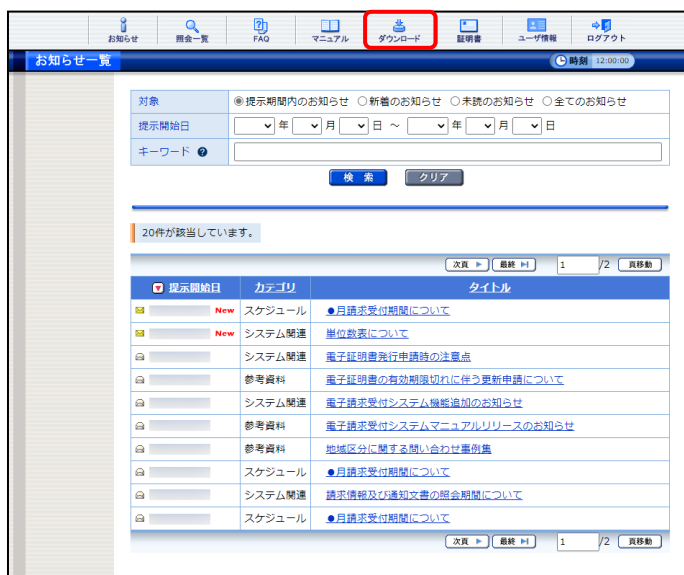 お知らせ 照会一覧 FAQ マニュアル ダウンロード 証明書 ユーザ情報 ログアウト
お知らせ一覧 時刻 12:00:00
対象 提示期間内のお知らせ 新着のお知らせ 未読のお知らせ 全てのお知らせ
提示開始日 年 月 日 ～ 年 月 日
キーワード ?
検 索 クリア
20件が該当しています。
次頁 最終 1 /2 頁移動
提示開始日 カテゴリ タイトル
New スケジュール ●月請求受付期間について
New システム関連 単位数表について
システム関連 電子証明書発行申請時の注意点
参考資料 電子証明書の有効期限切れに伴う更新申請について
システム関連 電子請求受付システム機能追加のお知らせ
参考資料 電子請求受付システムマニュアルリリースのお知らせ
参考資料 地域区分に関する問い合わせ事例集
スケジュール ●月請求受付期間について
システム関連 請求情報及び通知文書の照会期間について
スケジュール ●月請求受付期間について
次頁 最終 1 /2 頁移動